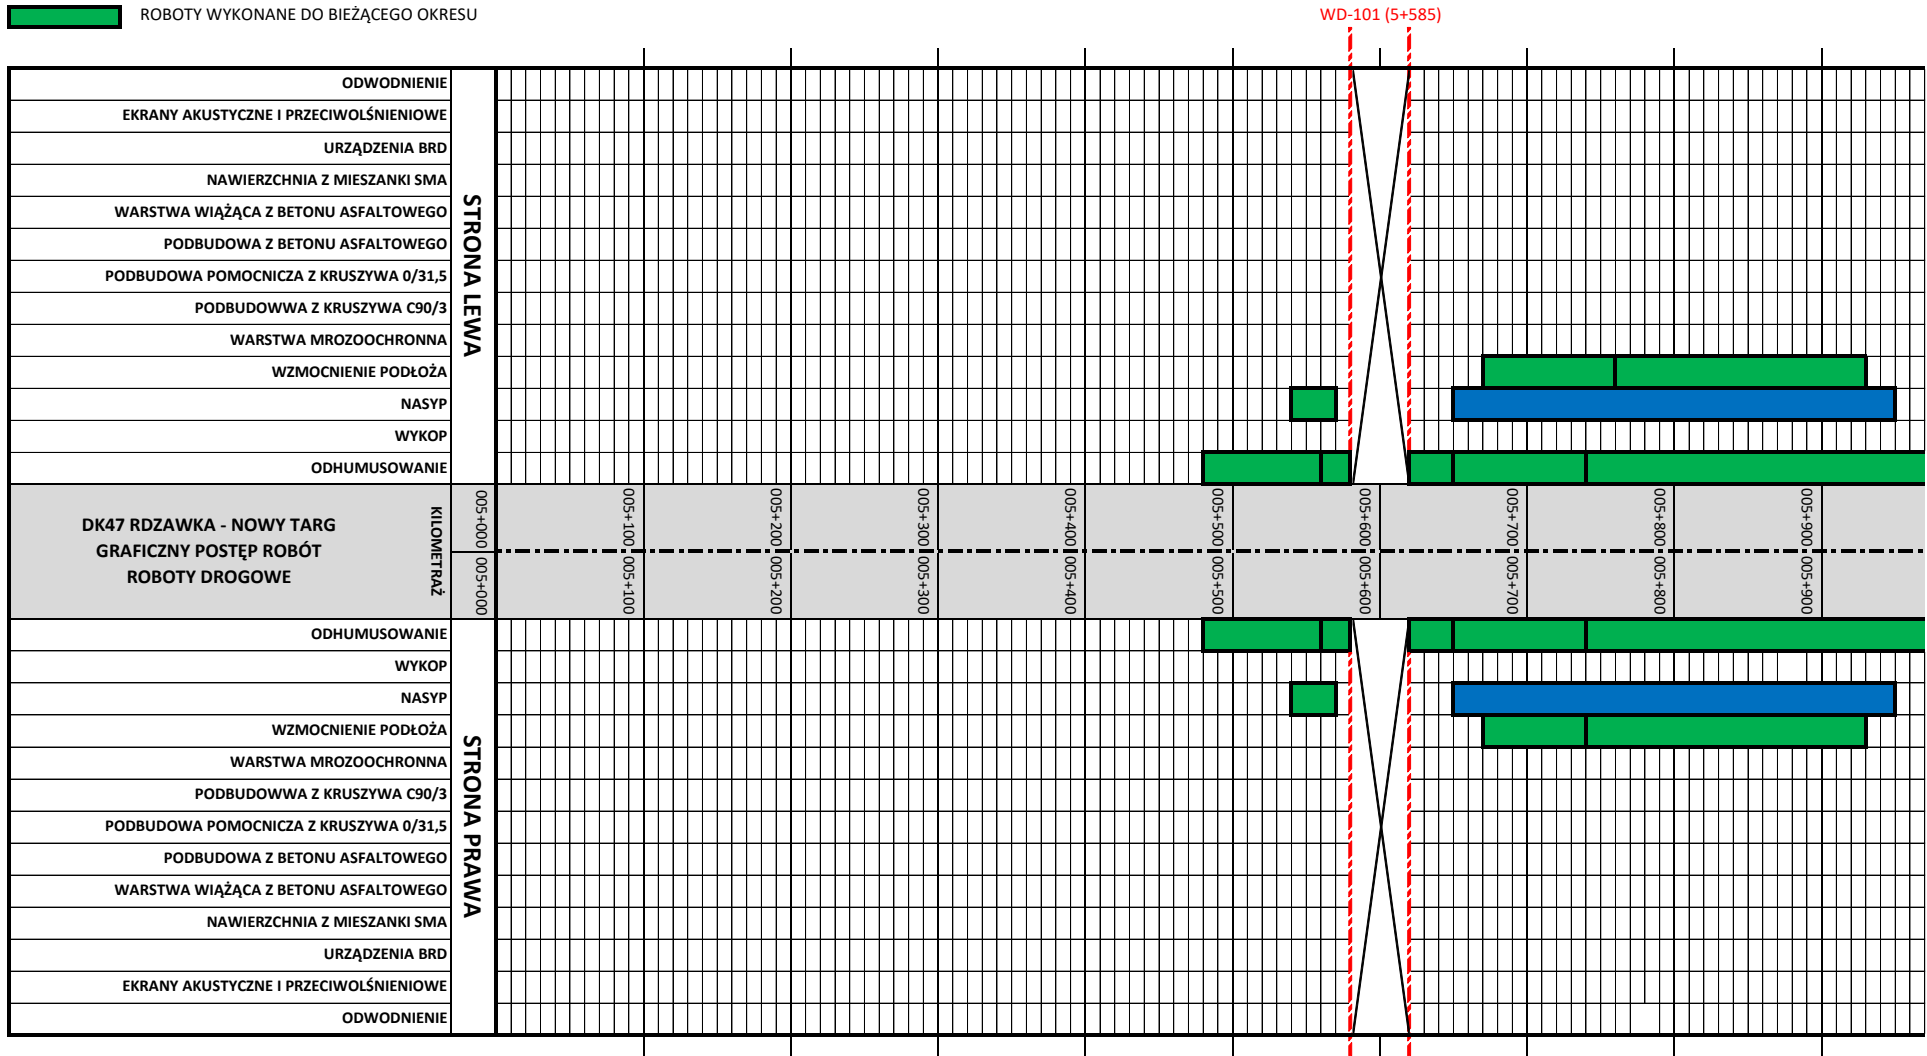 ROBOTY WYKONANE DO BIEŻĄCEGO OKRESU
WD-101 (5+585)
ODWODNIENIE
EKRANY AKUSTYCZNE I PRZECIWOLŚNIENIOWE
URZĄDZENIA BRD
NAWIERZCHNIA Z MIESZANKI SMA
WARSTWA WIĄŻĄCA Z BETONU ASFALTOWEGO
PODBUDOWA Z BETONU ASFALTOWEGO
PODBUDOWA POMOCNICZA Z KRUSZYWA 0/31,5
PODBUDOWWA Z KRUSZYWA C90/3
WARSTWA MROZOOCHRONNA
WZMOCNIENIE PODŁOŻA
NASYP
WYKOP
ODHUMUSOWANIE
STRONA LEWA
DK47 RDZAWKA - NOWY TARG
GRAFICZNY POSTĘP ROBÓT
ROBOTY DROGOWE
KILOMETRAŻ
005+000 005+100 005+200 005+300 005+400 005+500 005+600 005+700 005+800 005+900
005+000 005+100 005+200 005+300 005+400 005+500 005+600 005+700 005+800 005+900
ODHUMUSOWANIE
WYKOP
NASYP
WZMOCNIENIE PODŁOŻA
WARSTWA MROZOOCHRONNA
PODBUDOWWA Z KRUSZYWA C90/3
PODBUDOWA POMOCNICZA Z KRUSZYWA 0/31,5
PODBUDOWA Z BETONU ASFALTOWEGO
WARSTWA WIĄŻĄCA Z BETONU ASFALTOWEGO
NAWIERZCHNIA Z MIESZANKI SMA
URZĄDZENIA BRD
EKRANY AKUSTYCZNE I PRZECIWOLŚNIENIOWE
ODWODNIENIE
STRONA PRAWA